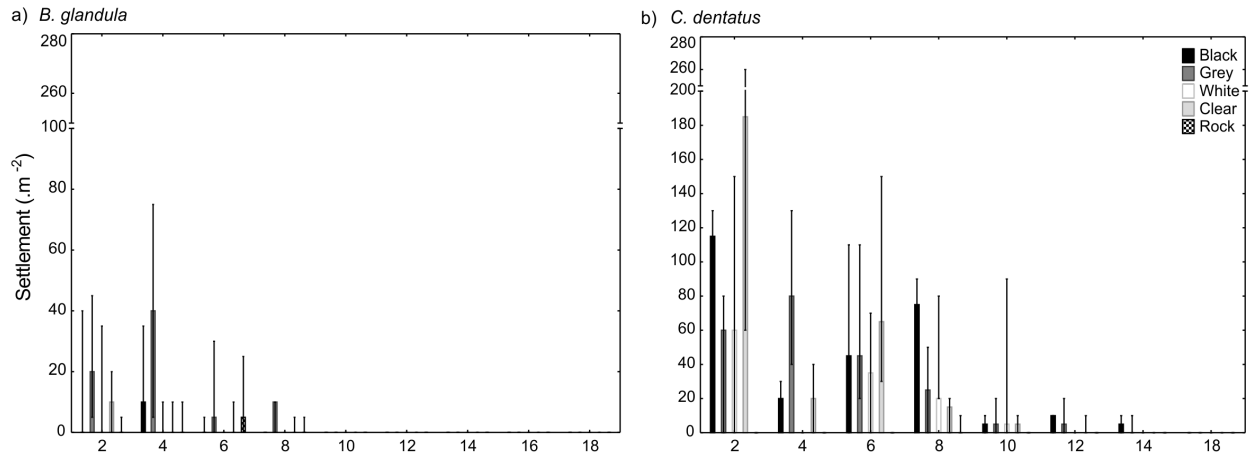 a) B. glandula
280
260
100
80
60
40
20
0
Settlement (.m -2)
2 4 6 8 10 12 14 16 18
b) C. dentatus
280
260
200
180
160
140
120
100
80
60
40
20
0
2 4 6 8 10 12 14 18
Black
Grey
White
Clear
Rock